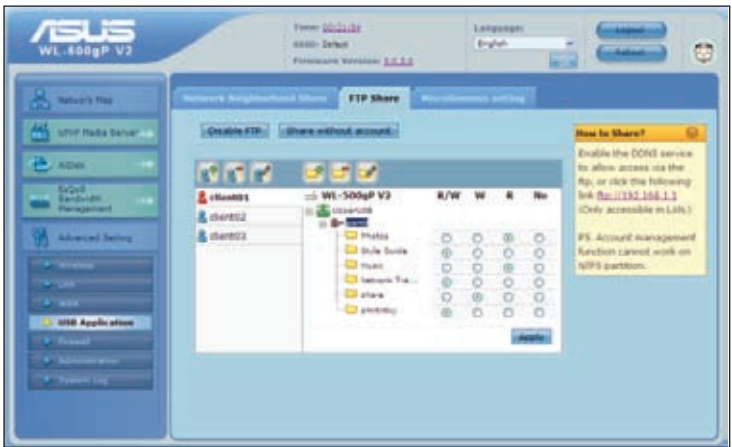 ASUS
WL-500gP V2
Time: 00:21:54
SSID: Default
Firmware Version: 3.0.3.5
Language:
English
Logout
Reboot
Network Map
UPnP Media Server
AiDisk
EzQoS Bandwidth Management
Advanced Setting
Wireless
LAN
WAN
USB Application
Firewall
Administration
System Log
Network Neighborhood Share
FTP Share
Miscellaneous setting
Disable FTP
Share without account
client01
client02
client03
WL-500gP V2
R/W W R No
Photos
Style Guide
music
Network Tra...
share
Apply
How to Share?
Enable the DDNS service
to allow access via the
ftp, or click the following
link ftp://192.168.1.1
(Only accessible in LAN.)
PS. Account management
function cannot work on
NTFS partition.